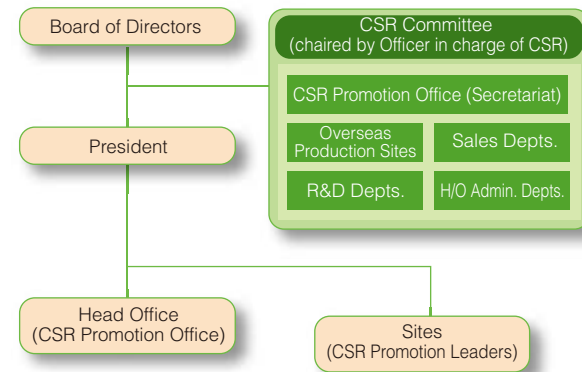 Board of Directors
CSR Committee
(chaired by Officer in charge of CSR)
CSR Promotion Office (Secretariat)
Overseas
Production Sites
Sales Depts.
President
R&D Depts.
H/O Admin. Depts.
Head Office
(CSR Promotion Office)
Sites
(CSR Promotion Leaders)